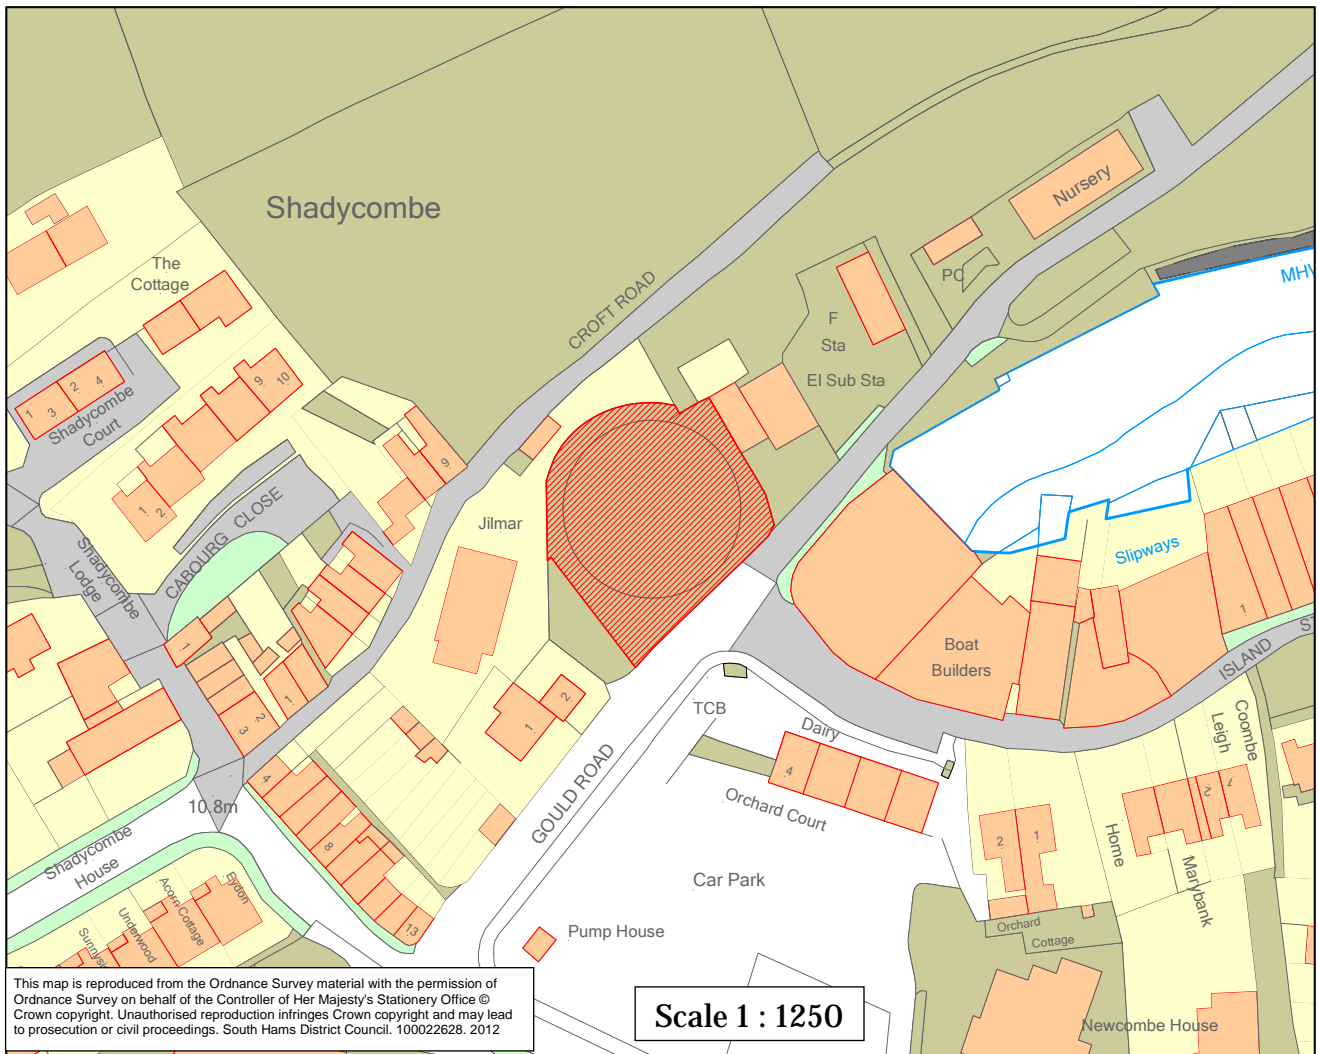 Shadycombe
The
Cottage
CROFT ROAD
Nursery
PC
MHW
F
Sta
El Sub Sta
1
3
2
4
Shadycombe
Court
9
10
1
2
9
CABOURG CLOSE
Shadycombe
Lodge
Jilmar
Slipways
1
Boat
Builders
ISLAND ST
1
1
2
3
2
1
TCB
Dairy
4
Orchard Court
GOULD ROAD
Coombe
Leigh
2
1
4
8
13
10.8m
Shadycombe
House
Eydon
Acorn Cottage
Underwood
Sunnysi
Car Park
Pump House
2
1
Home
Marybank
Orchard
Cottage
Newcombe House
This map is reproduced from the Ordnance Survey material with the permission of
Ordnance Survey on behalf of the Controller of Her Majesty's Stationery Office ©
Crown copyright. Unauthorised reproduction infringes Crown copyright and may lead
to prosecution or civil proceedings. South Hams District Council. 100022628. 2012
Scale 1 : 1250